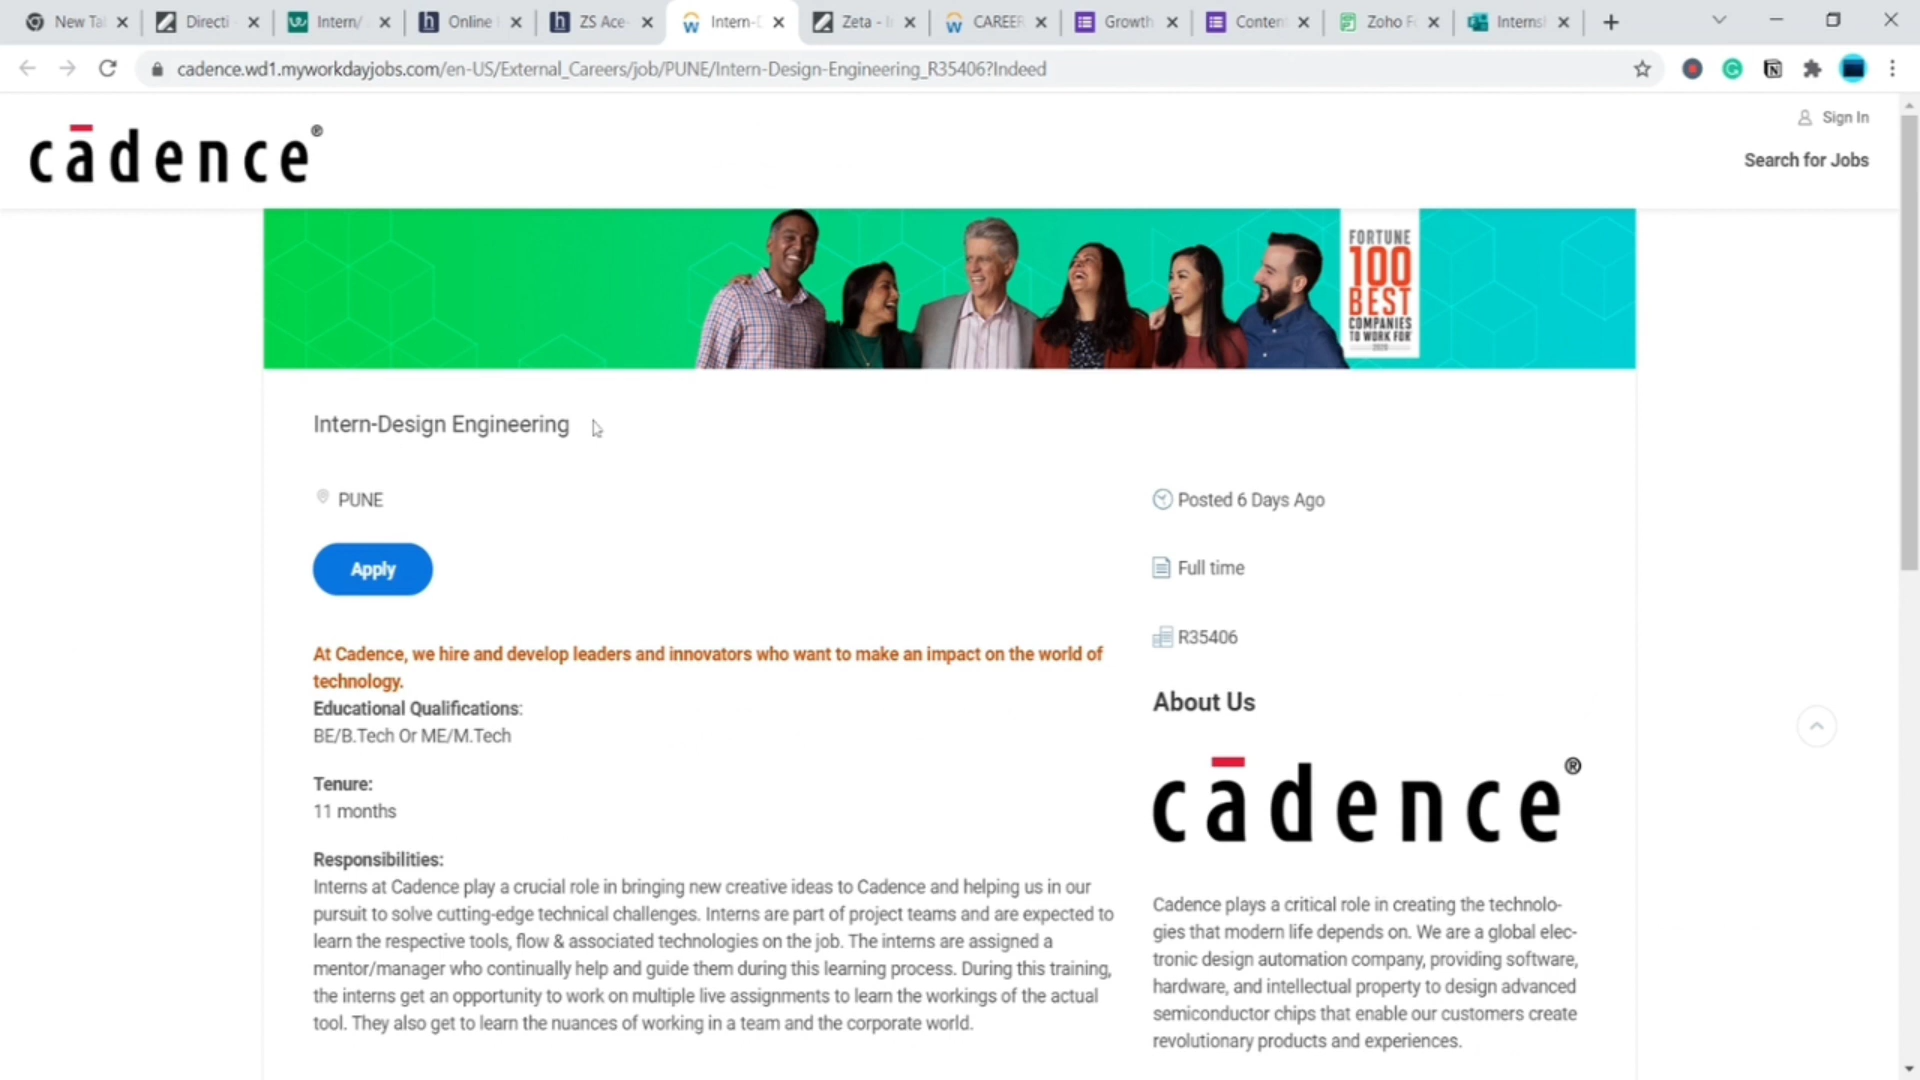 New Ta
Directi
Intern/
Online
ZS Ace
Intern-D
Zeta - I
CAREER
Growth
Conten
Zoho F
Internsl
cadence.wd1.myworkdayjobs.com/en-US/External_Careers/job/PUNE/Intern-Design-Engineering_R35406?Indeed
cādence®
Sign In
Search for Jobs
FORTUNE
100
BEST
COMPANIES
TO WORK FOR
2020
Intern-Design Engineering
PUNE
Posted 6 Days Ago
Apply
Full time
R35406
At Cadence, we hire and develop leaders and innovators who want to make an impact on the world of
technology.
Educational Qualifications:
BE/B.Tech Or ME/M.Tech
Tenure:
11 months
Responsibilities:
Interns at Cadence play a crucial role in bringing new creative ideas to Cadence and helping us in our
pursuit to solve cutting-edge technical challenges. Interns are part of project teams and are expected to
learn the respective tools, flow & associated technologies on the job. The interns are assigned a
mentor/manager who continually help and guide them during this learning process. During this training,
the interns get an opportunity to work on multiple live assignments to learn the workings of the actual
tool. They also get to learn the nuances of working in a team and the corporate world.
About Us
cādence®
Cadence plays a critical role in creating the technolo-
gies that modern life depends on. We are a global elec-
tronic design automation company, providing software,
hardware, and intellectual property to design advanced
semiconductor chips that enable our customers create
revolutionary products and experiences.